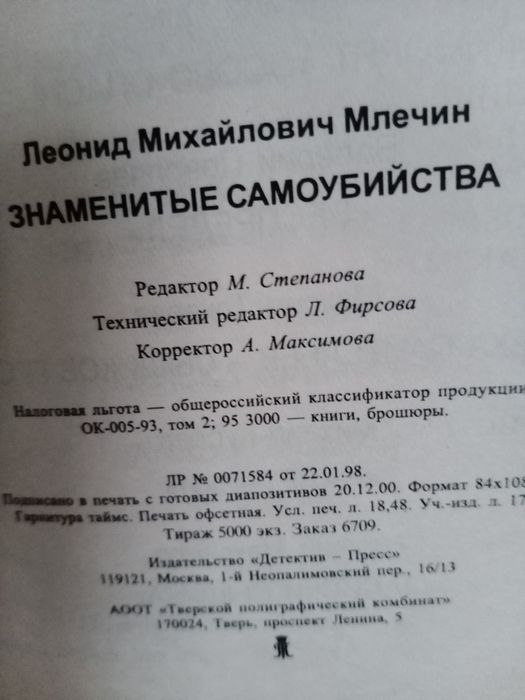 Леонид Михайлович Млечин
ЗНАМЕНИТЫЕ САМОУБИЙСТВА
Редактор М. Степанова
Технический редактор Л. Фирсова
Корректор А. Максимова
Налоговая льгота — общероссийский классификатор продукции
ОК-005-93, том 2; 95 3000 — книги, брошюры.
ЛР № 0071584 от 22.01.98.
Подписано в печать с готовых диапозитивов 20.12.00. Формат 84х108
Гарнитура таймс. Печать офсетная. Усл. печ. л. 18,48. Уч.-изд. л. 17
Тираж 5000 экз. Заказ 6709.
Издательство «Детектив – Пресс»
119121, Москва, 1-й Неопалимовский пер., 16/13
АООТ «Тверской полиграфический комбинат»
170024, Тверь, проспект Ленина, 5